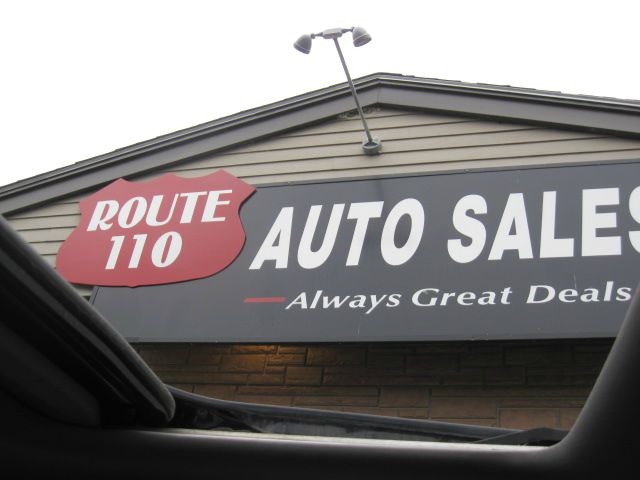 ROUTE
110
AUTO SALES
Always Great Deals